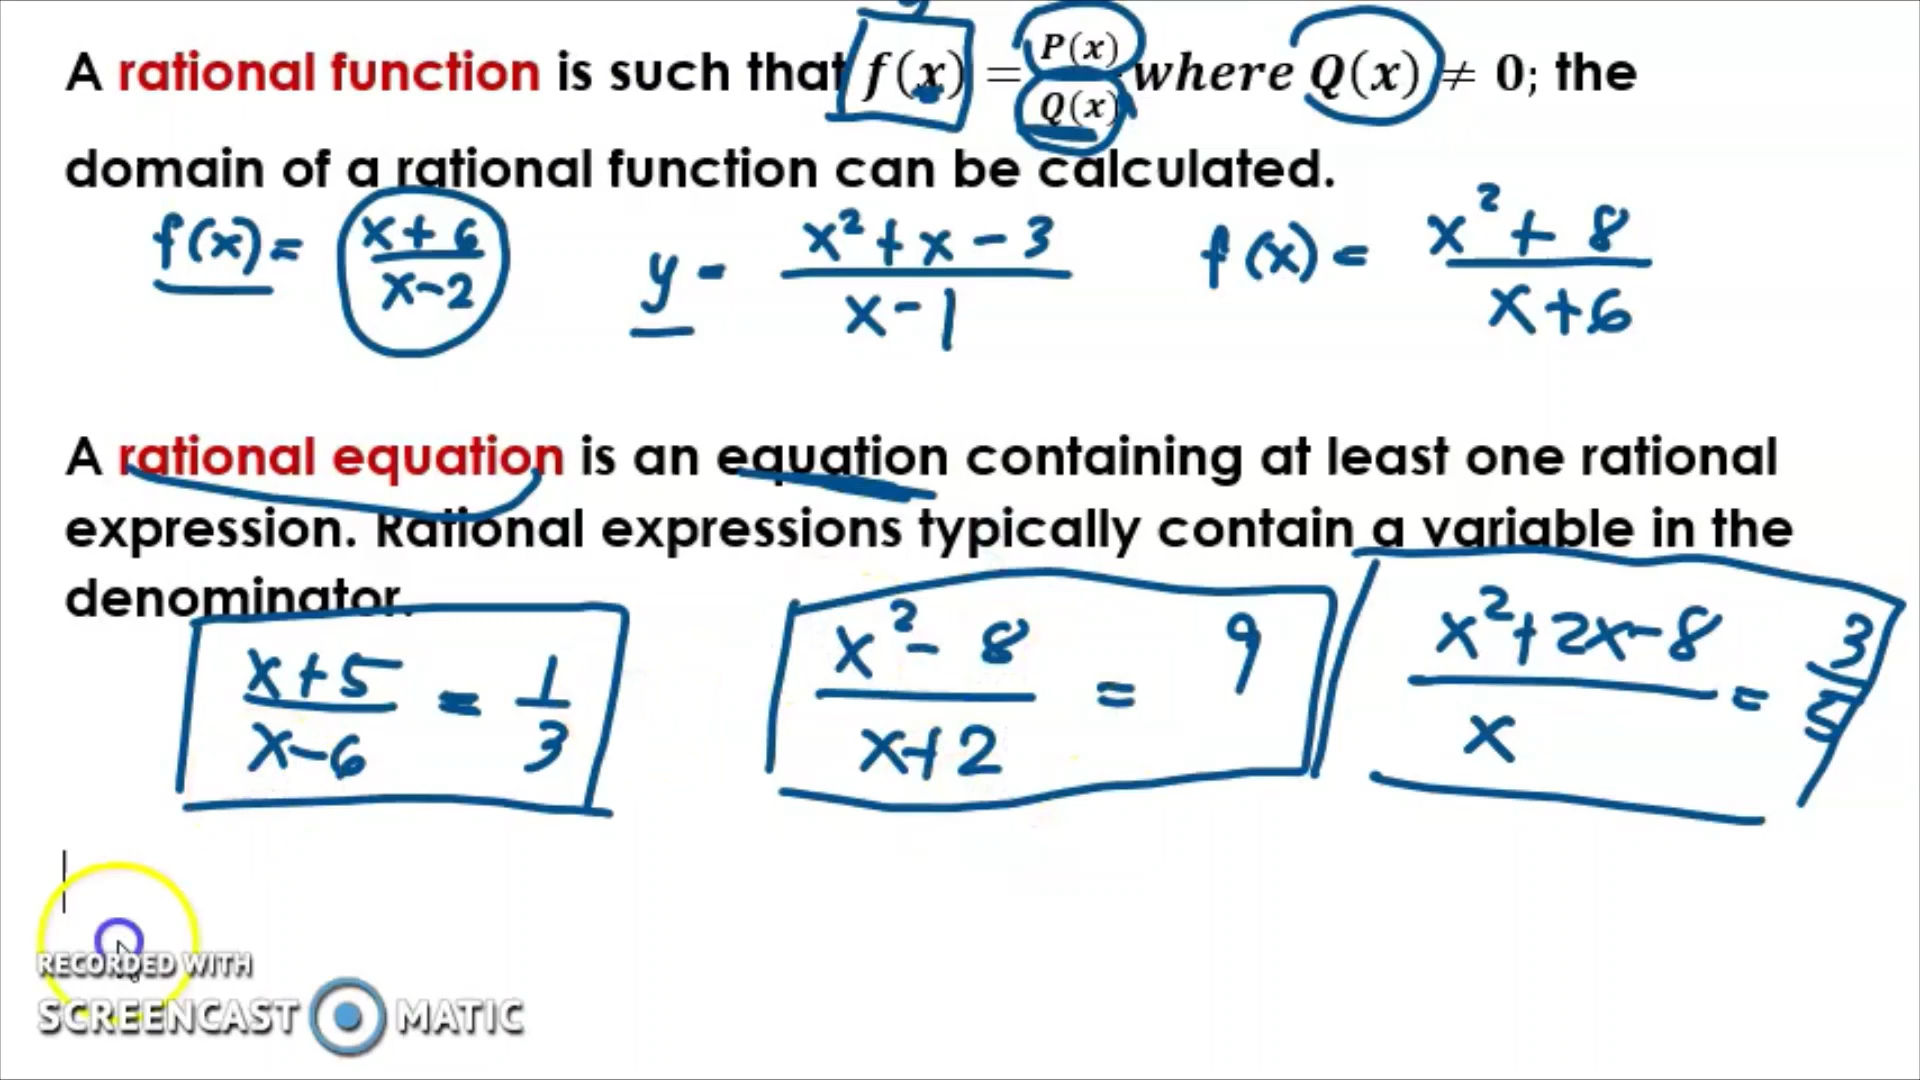 A rational function is such that f(x) = P(x)/Q(x) where Q(x) ≠ 0; the
domain of a rational function can be calculated.
f(x) = (x+6)/(x-2)    y = (x²+x-3)/(x-1)    f(x) = (x²+8)/(x+6)
A rational equation is an equation containing at least one rational
expression. Rational expressions typically contain a variable in the
denominator.
(x+5)/(x-6) = 1/3    (x²-8)/(x+2) = 9    (x²+2x-8)/x = 3/5
RECORDED WITH
SCREENCAST MATIC